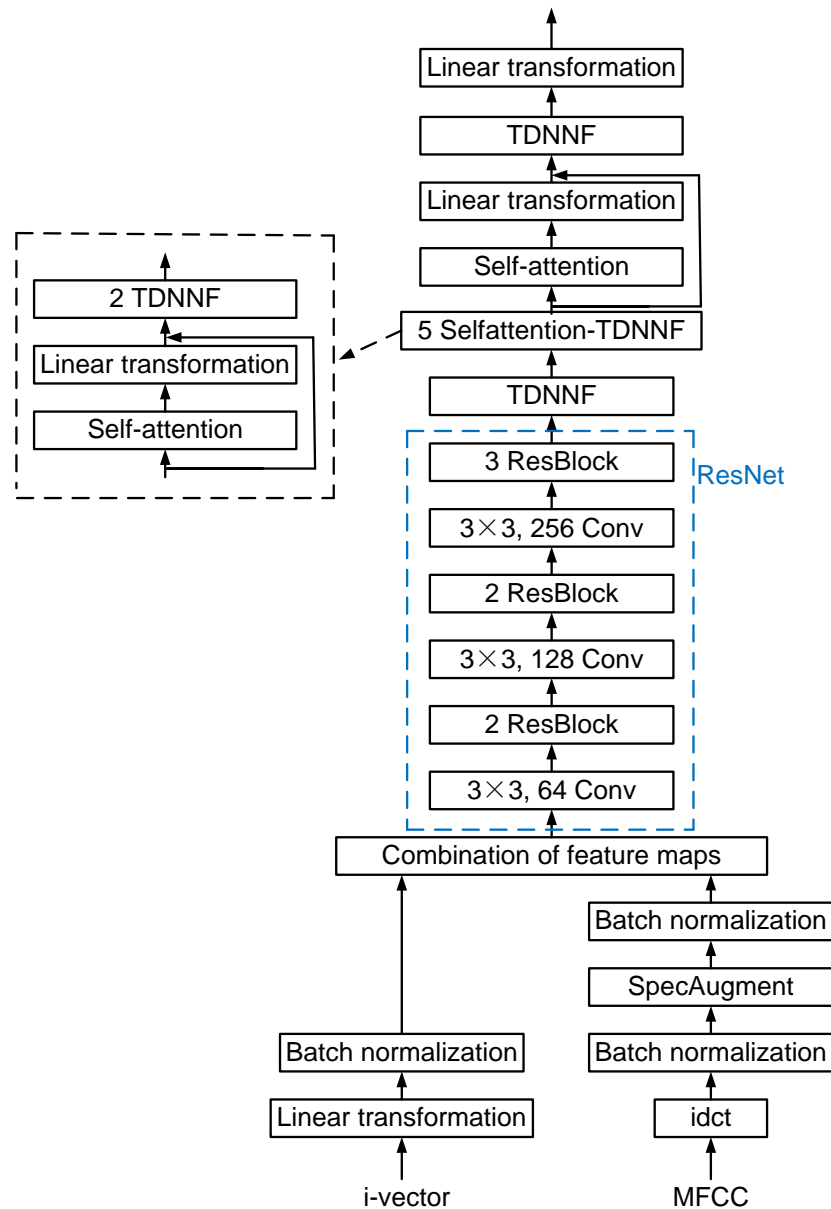 Linear transformation
TDNNF
Linear transformation
Self-attention
5 Selfattention-TDNNF
2 TDNNF
Linear transformation
Self-attention
TDNNF
3 ResBlock
ResNet
3×3, 256 Conv
2 ResBlock
3×3, 128 Conv
2 ResBlock
3×3, 64 Conv
Combination of feature maps
Batch normalization
SpecAugment
Batch normalization
Batch normalization
Linear transformation
idct
i-vector
MFCC